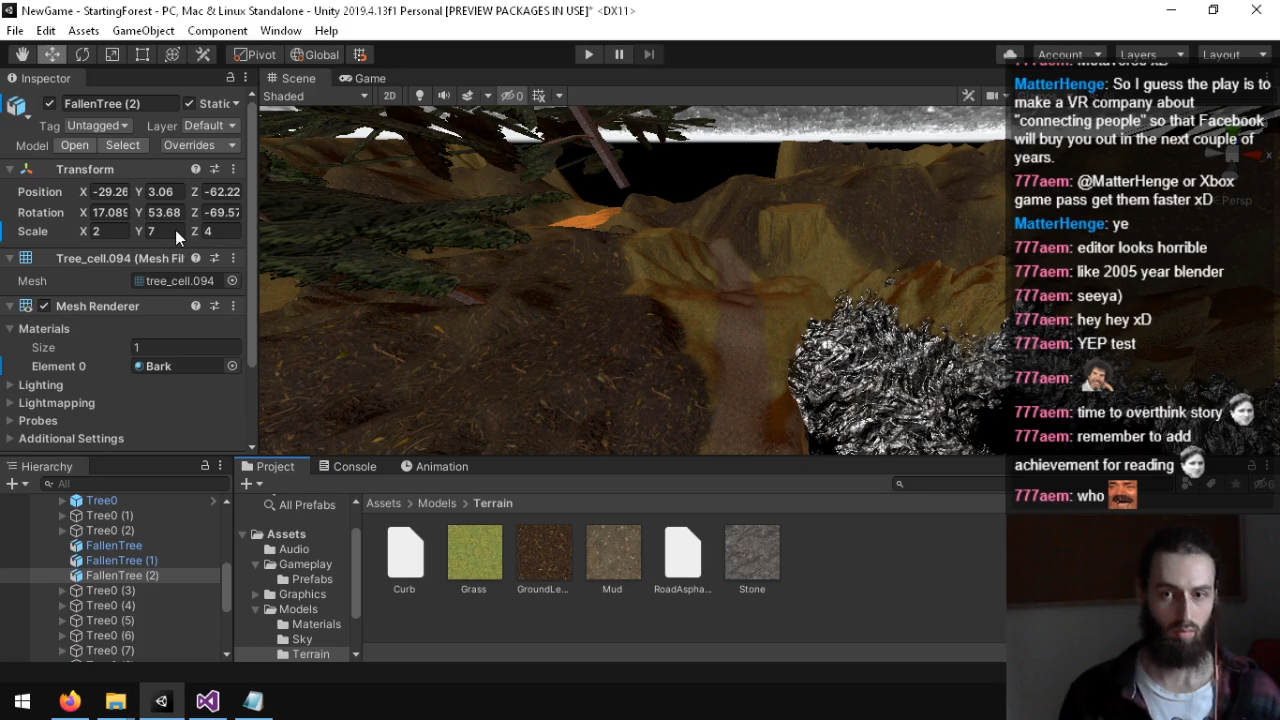 NewGame - StartingForest - PC, Mac & Linux Standalone - Unity 2019.4.13f1 Personal [PREVIEW PACKAGES IN USE]* <DX11>
File Edit Assets GameObject Component Window Help
Pivot Global Account Layers Layout
Inspector
Scene Game
Shaded 2D 0
FallenTree (2) Static
Tag Untagged Layer Default
Model Open Select Overrides
Transform
Position X -29.26 Y 3.06 Z -62.22
Rotation X 17.089 Y 53.68 Z -69.57
Scale X 2 Y 7 Z 4
Tree_cell.094 (Mesh Fil
Mesh tree_cell.094
Mesh Renderer
Materials
Size 1
Element 0 Bark
Lighting
Lightmapping
Probes
Additional Settings
Hierarchy
All
Tree0
Tree0 (1)
Tree0 (2)
FallenTree
FallenTree (1)
FallenTree (2)
Tree0 (3)
Tree0 (4)
Tree0 (5)
Tree0 (6)
Tree0 (7)
Project Console Animation
All Prefabs
Assets
Audio
Gameplay
Prefabs
Graphics
Models
Materials
Sky
Terrain
Assets > Models > Terrain
Curb Grass GroundLe... Mud RoadAspha... Stone
MatterHenge: So I guess the play is to
make a VR company about
"connecting people" so that Facebook
will buy you out in the next couple of
years.
777aem: @MatterHenge or Xbox
game pass get them faster xD
MatterHenge: ye
777aem: editor looks horrible
777aem: like 2005 year blender
777aem: seeya)
777aem: hey hey xD
777aem: YEP test
777aem:
777aem: time to overthink story
777aem: remember to add
achievement for reading
777aem: who